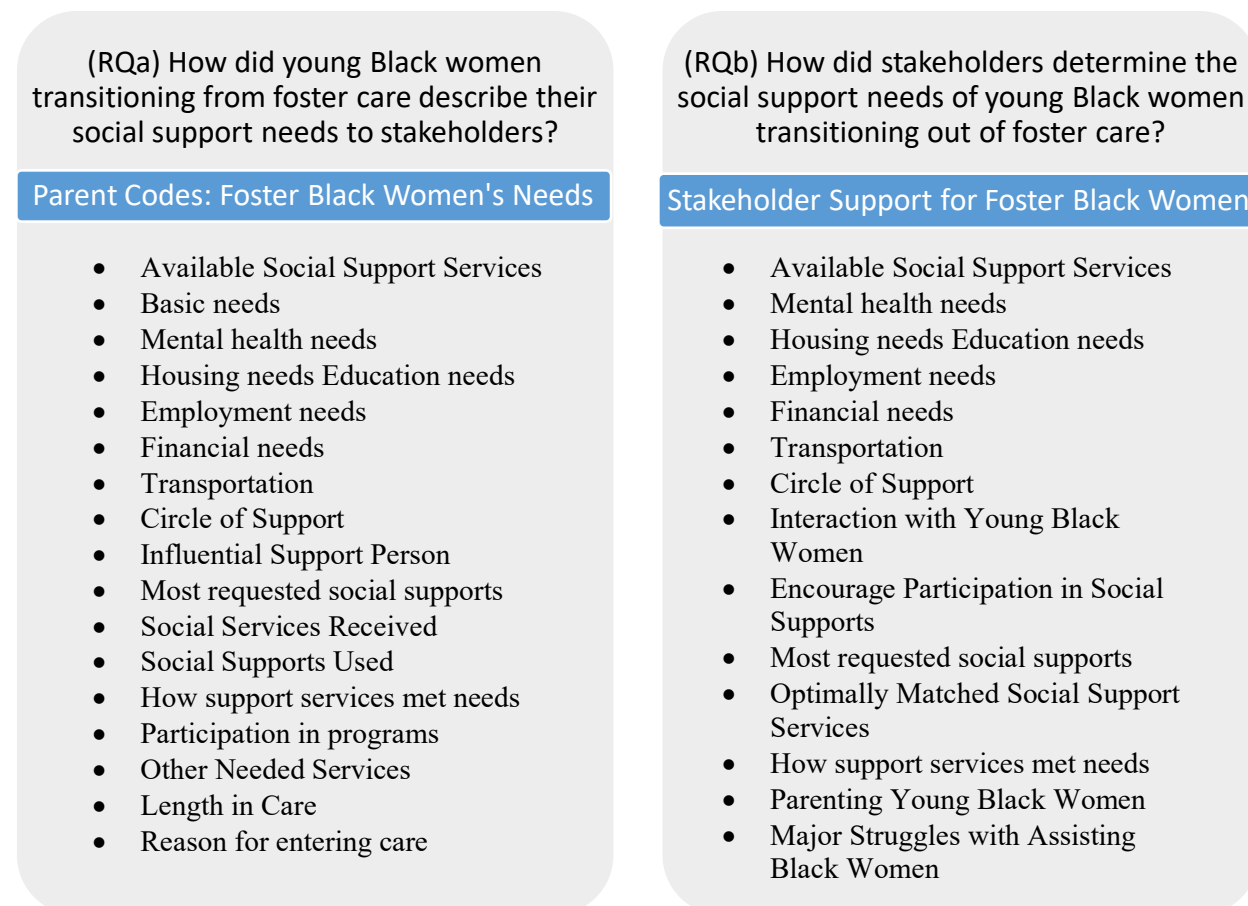 (RQa) How did young Black women
transitioning from foster care describe their
social support needs to stakeholders?
Parent Codes: Foster Black Women's Needs
• Available Social Support Services
• Basic needs
• Mental health needs
• Housing needs Education needs
• Employment needs
• Financial needs
• Transportation
• Circle of Support
• Influential Support Person
• Most requested social supports
• Social Services Received
• Social Supports Used
• How support services met needs
• Participation in programs
• Other Needed Services
• Length in Care
• Reason for entering care
(RQb) How did stakeholders determine the
social support needs of young Black women
transitioning out of foster care?
Stakeholder Support for Foster Black Women
• Available Social Support Services
• Mental health needs
• Housing needs Education needs
• Employment needs
• Financial needs
• Transportation
• Circle of Support
• Interaction with Young Black
Women
• Encourage Participation in Social
Supports
• Most requested social supports
• Optimally Matched Social Support
Services
• How support services met needs
• Parenting Young Black Women
• Major Struggles with Assisting
Black Women